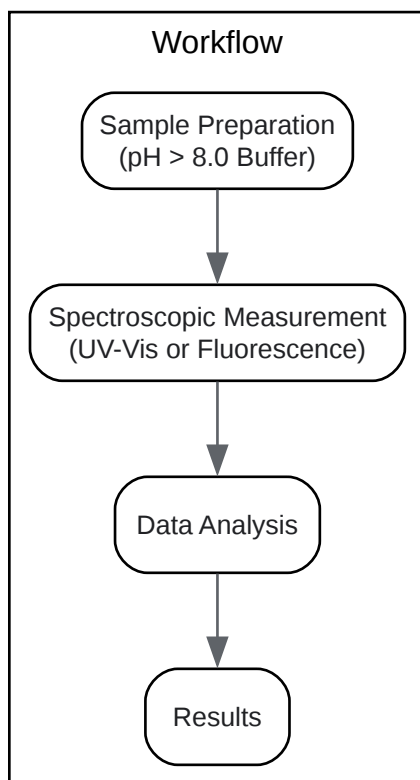 Workflow
Sample Preparation
(pH > 8.0 Buffer)
Spectroscopic Measurement
(UV-Vis or Fluorescence)
Data Analysis
Results